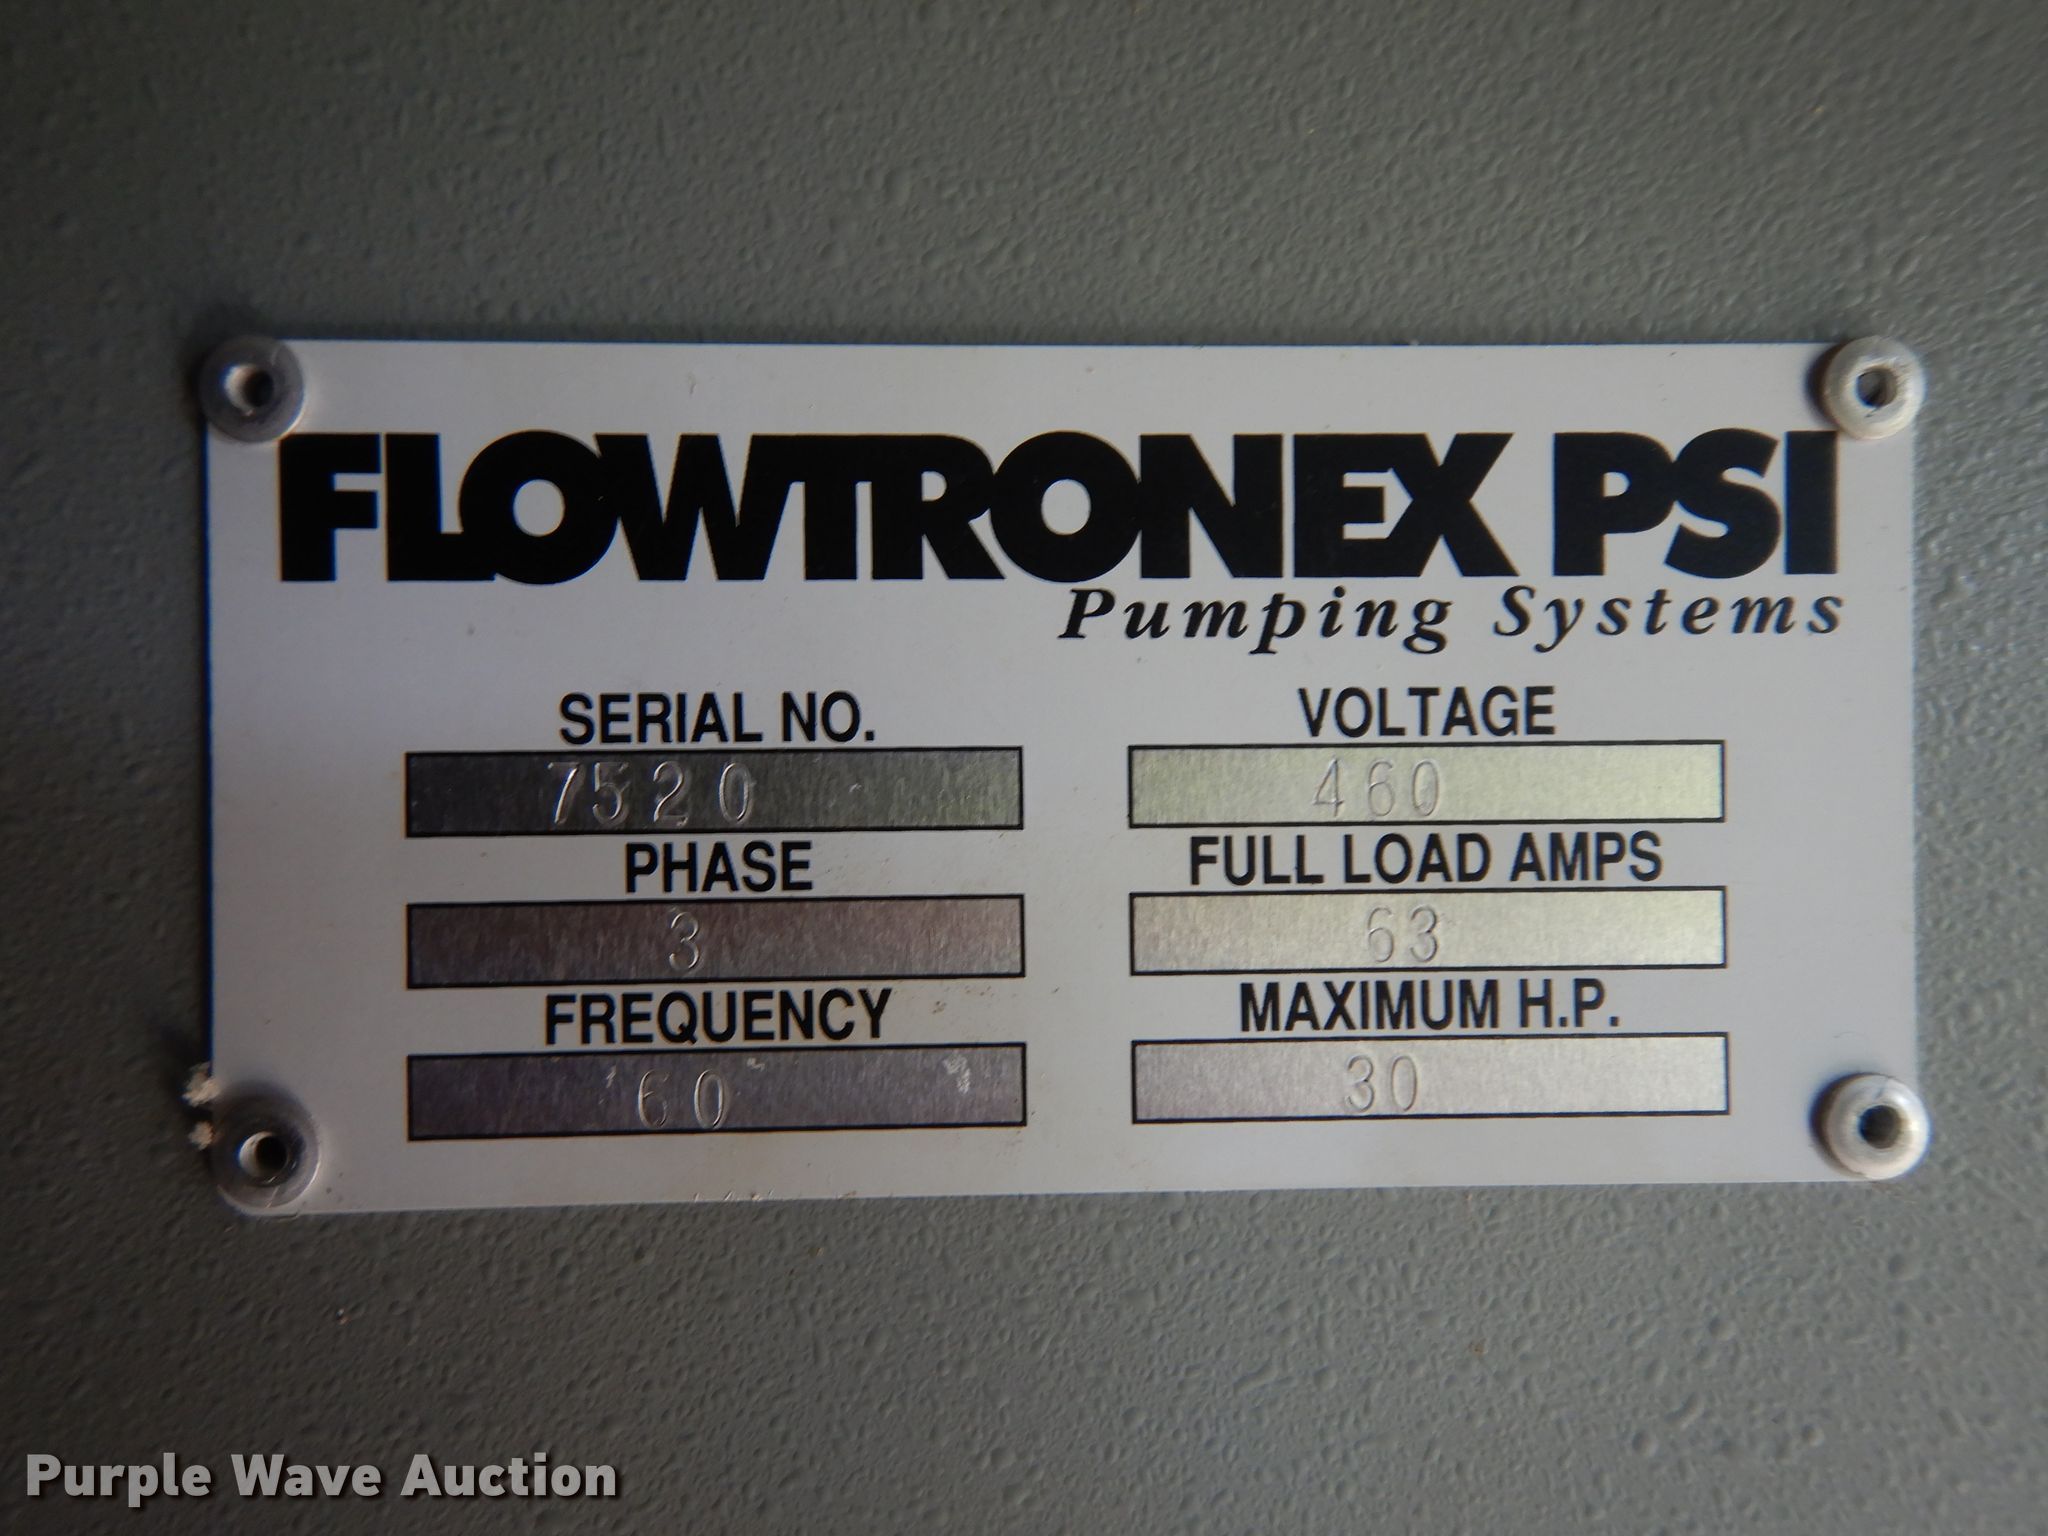 FLOWTRONEX PSI
Pumping Systems
SERIAL NO.
7520
VOLTAGE
460
PHASE
3
FULL LOAD AMPS
63
FREQUENCY
60
MAXIMUM H.P.
30
Purple Wave Auction